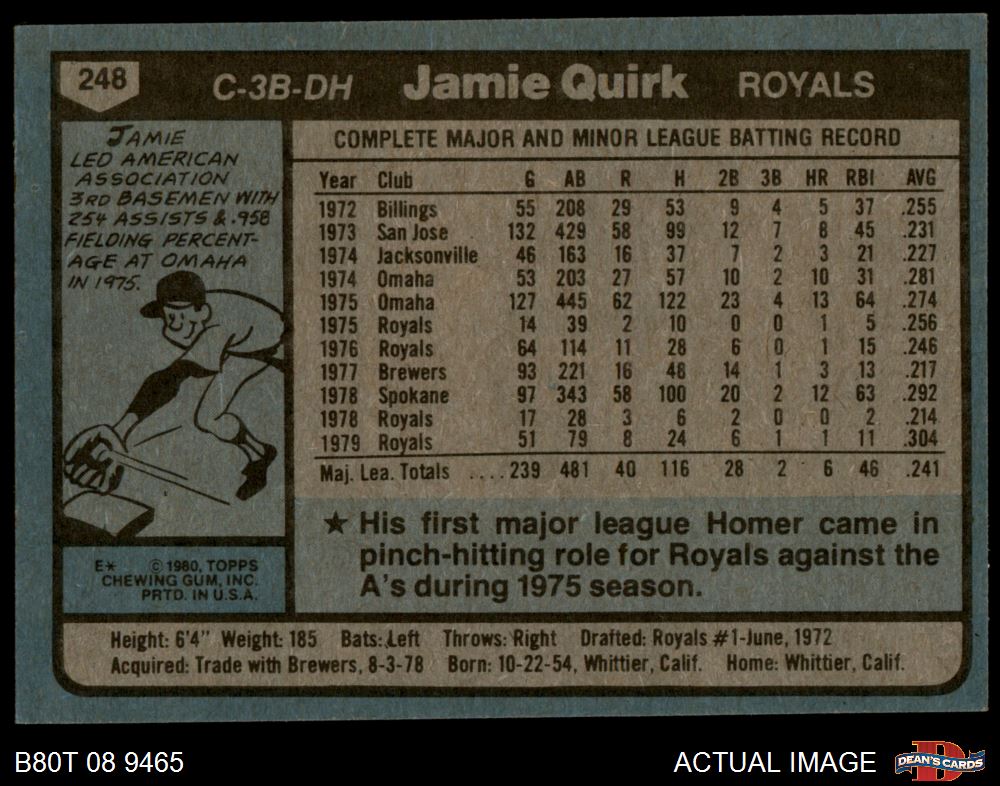 248 C-3B-DH Jamie Quirk ROYALS
JAMIE
LED AMERICAN
ASSOCIATION
3RD BASEMEN WITH
254 ASSISTS & .958
FIELDING PERCENT-
AGE AT OMAHA
IN 1975.
COMPLETE MAJOR AND MINOR LEAGUE BATTING RECORD
Year Club G AB R H 2B 3B HR RBI AVG
1972 Billings 55 208 29 53 9 4 5 37 .255
1973 San Jose 132 429 58 99 12 7 8 45 .231
1974 Jacksonville 46 163 16 37 7 2 3 21 .227
1974 Omaha 53 203 27 57 10 2 10 31 .281
1975 Omaha 127 445 62 122 23 4 13 64 .274
1975 Royals 14 39 2 10 0 0 1 5 .256
1976 Royals 64 114 11 28 6 0 1 15 .246
1977 Brewers 93 221 16 48 14 1 3 13 .217
1978 Spokane 97 343 58 100 20 2 12 63 .292
1978 Royals 17 28 3 6 2 0 0 2 .214
1979 Royals 51 79 8 24 6 1 1 11 .304
Maj. Lea. Totals ....239 481 40 116 28 2 6 46 .241
★ His first major league Homer came in
pinch-hitting role for Royals against the
A's during 1975 season.
E* © 1980, TOPPS
CHEWING GUM, INC.
PRTD. IN U.S.A.
Height: 6'4" Weight: 185 Bats: Left Throws: Right Drafted: Royals #1-June, 1972
Acquired: Trade with Brewers, 8-3-78 Born: 10-22-54, Whittier, Calif. Home: Whittier, Calif.
B80T 08 9465 ACTUAL IMAGE DEAN'S CARDS